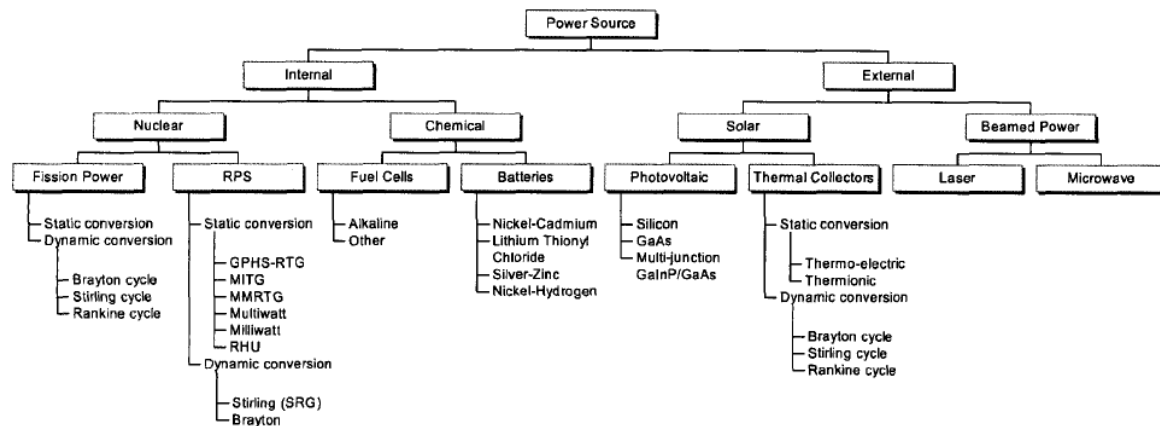 Power Source
Internal
External
Nuclear
Chemical
Solar
Beamed Power
Fission Power
RPS
Fuel Cells
Batteries
Photovoltaic
Thermal Collectors
Laser
Microwave
Static conversion
Dynamic conversion
Brayton cycle
Stirling cycle
Rankine cycle
Static conversion
GPHS-RTG
MITG
MMRTG
Multiwatt
Milliwatt
RHU
Dynamic conversion
Stirling (SRG)
Brayton
Alkaline
Other
Nickel-Cadmium
Lithium Thionyl
Chloride
Silver-Zinc
Nickel-Hydrogen
Silicon
GaAs
Multi-junction
GaInP/GaAs
Static conversion
Thermo-electric
Thermionic
Dynamic conversion
Brayton cycle
Stirling cycle
Rankine cycle